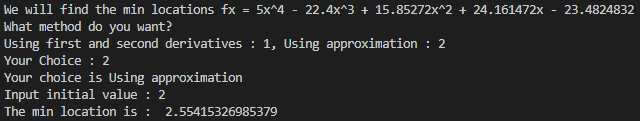 We will find the min locations fx = 5x^4 - 22.4x^3 + 15.85272x^2 + 24.161472x - 23.4824832
What method do you want?
Using first and second derivatives : 1, Using approximation : 2
Your Choice : 2
Your choice is Using approximation
Input initial value : 2
The min location is :  2.55415326985379